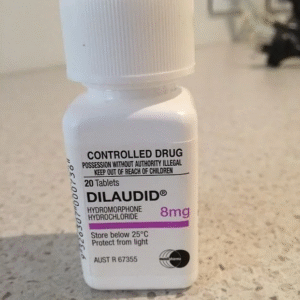 CONTROLLED DRUG
POSSESSION WITHOUT AUTHORITY ILLEGAL
KEEP OUT OF REACH OF CHILDREN
20 Tablets
DILAUDID®
HYDROMORPHONE
HYDROCHLORIDE 8mg
Store below 25°C
Protect from light
AUST R 67355